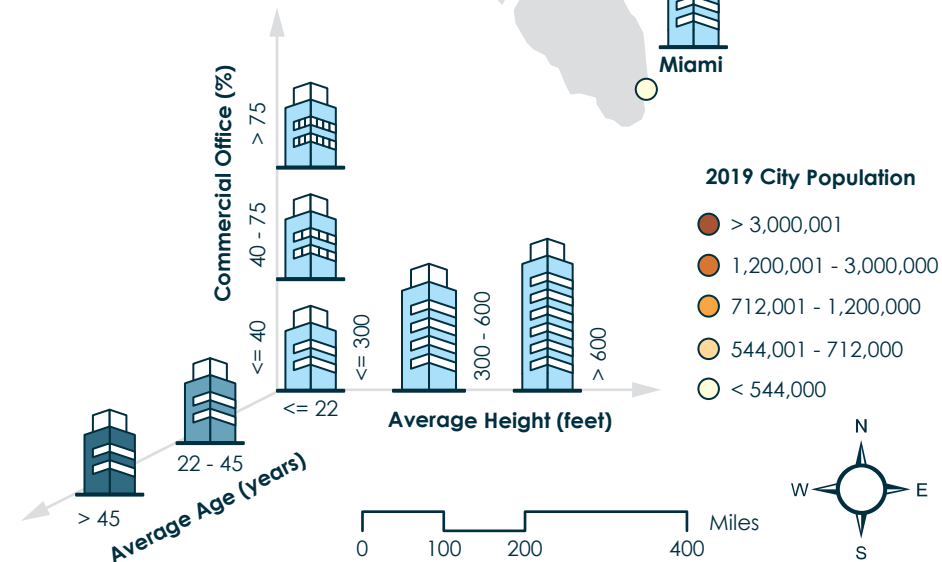 Miami
Commercial Office (%)
> 75
40 - 75
<= 40
<= 300
300 - 600
> 600
Average Height (feet)
<= 22
22 - 45
> 45
Average Age (years)
2019 City Population
> 3,000,001
1,200,001 - 3,000,000
712,001 - 1,200,000
544,001 - 712,000
< 544,000
N
W
E
S
Miles
0 100 200 400